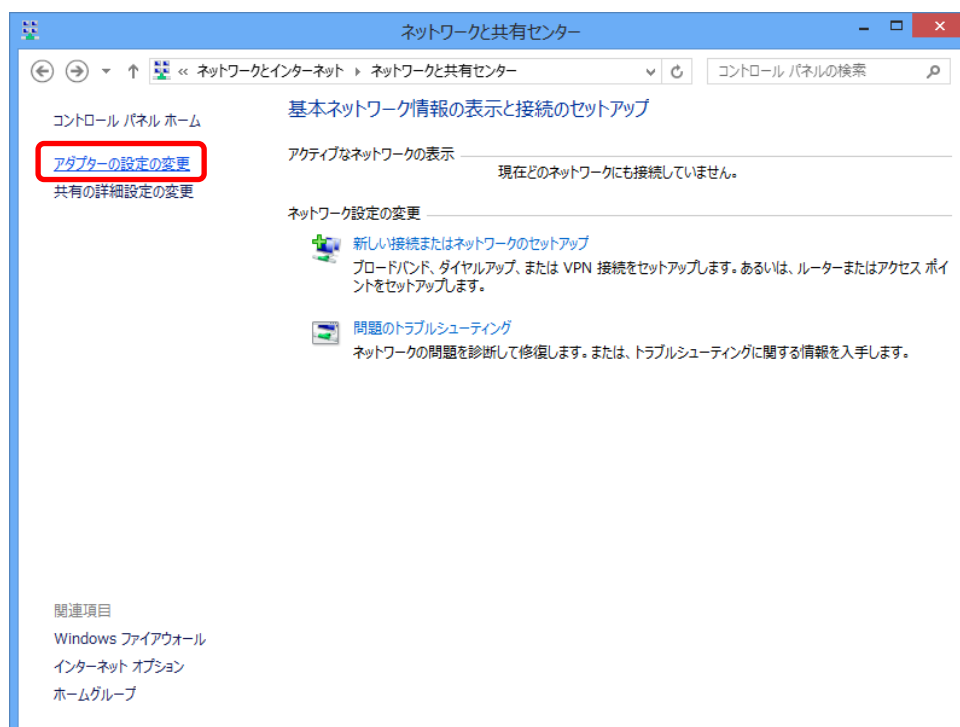 ネットワークと共有センター
« ネットワークとインターネット ▸ ネットワークと共有センター
コントロール パネルの検索
コントロール パネル ホーム
アダプターの設定の変更
共有の詳細設定の変更
基本ネットワーク情報の表示と接続のセットアップ
アクティブなネットワークの表示
現在どのネットワークにも接続していません。
ネットワーク設定の変更
新しい接続またはネットワークのセットアップ
ブロードバンド、ダイヤルアップ、または VPN 接続をセットアップします。あるいは、ルーターまたはアクセス ポイ
ントをセットアップします。
問題のトラブルシューティング
ネットワークの問題を診断して修復します。または、トラブルシューティングに関する情報を入手します。
関連項目
Windows ファイアウォール
インターネット オプション
ホームグループ